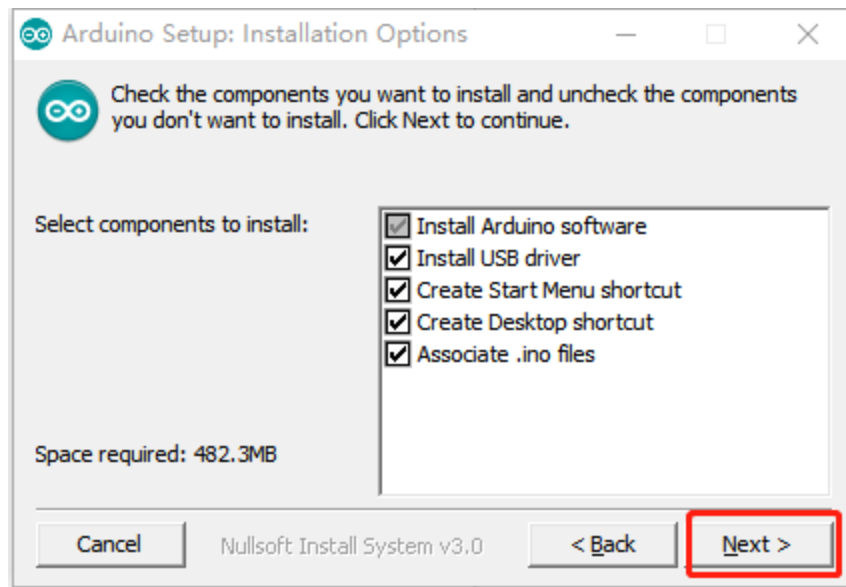 Arduino Setup: Installation Options
Check the components you want to install and uncheck the components
you don't want to install. Click Next to continue.
Select components to install:
Install Arduino software
Install USB driver
Create Start Menu shortcut
Create Desktop shortcut
Associate .ino files
Space required: 482.3MB
Cancel
Nullsoft Install System v3.0
< Back
Next >